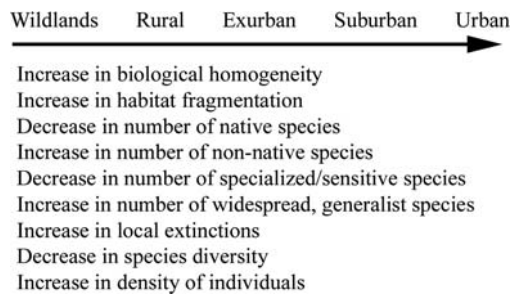 Wildlands Rural Exurban Suburban Urban
Increase in biological homogeneity
Increase in habitat fragmentation
Decrease in number of native species
Increase in number of non-native species
Decrease in number of specialized/sensitive species
Increase in number of widespread, generalist species
Increase in local extinctions
Decrease in species diversity
Increase in density of individuals